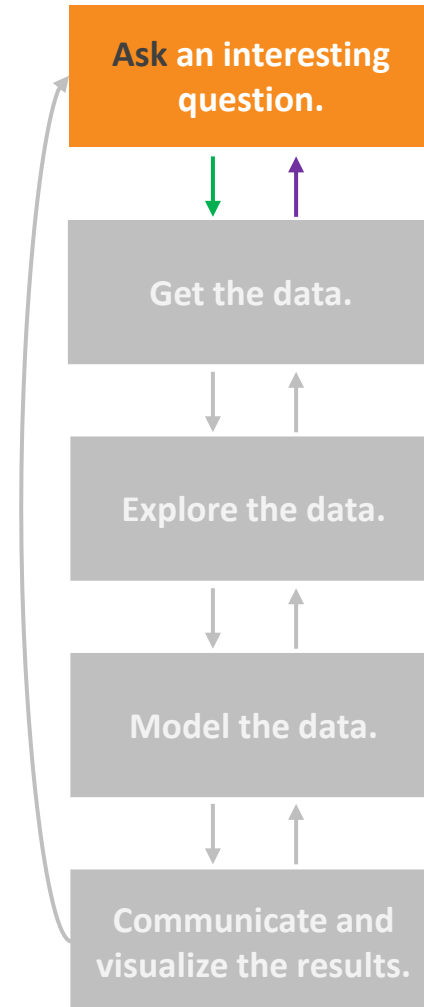 Ask an interesting
question.
Get the data.
Explore the data.
Model the data.
Communicate and
visualize the results.